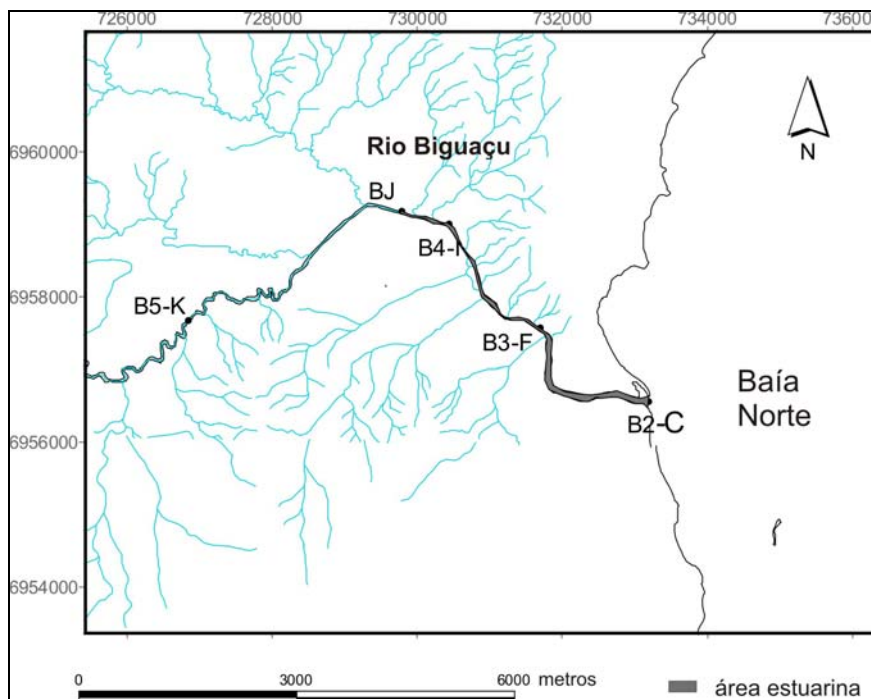 726000 728000 730000 732000 734000 73600
6960000
Rio Biguaçu
BJ
B4-I
6958000
B5-K
B3-F
Baía
Norte
B2-C
6956000
6954000
N
0 3000 6000 metros
área estuarina